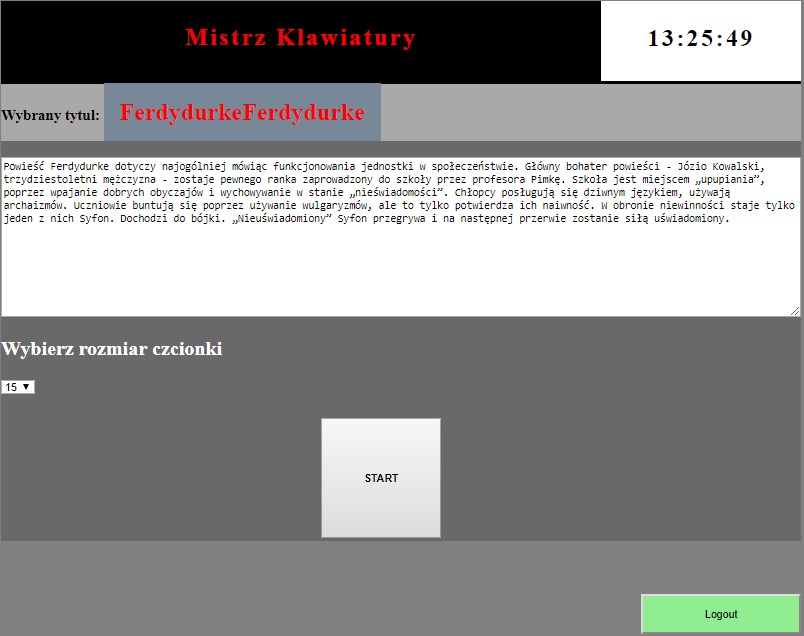 Mistrz Klawiatury
13:25:49
Wybrany tytul: FerdydurkeFerdydurke
Powieść Ferdydurke dotyczy najogólniej mówiąc funkcjonowania jednostki w społeczeństwie. Główny bohater powieści - Józio Kowalski,
trzydziestoletni mężczyzna - zostaje pewnego ranka zaprowadzony do szkoły przez profesora Pimkę. Szkoła jest miejscem „upupiania”,
poprzez wpajanie dobrych obyczajów i wychowywanie w stanie „nieświadomości”. Chłopcy posługują się dziwnym językiem, używają
archaizmów. Uczniowie buntują się poprzez używanie wulgaryzmów, ale to tylko potwierdza ich naiwność. W obronie niewinności staje tylko
jeden z nich Syfon. Dochodzi do bójki. „Nieuświadomiony” Syfon przegrywa i na następnej przerwie zostanie siłą uświadomiony.
Wybierz rozmiar czcionki
15
START
Logout